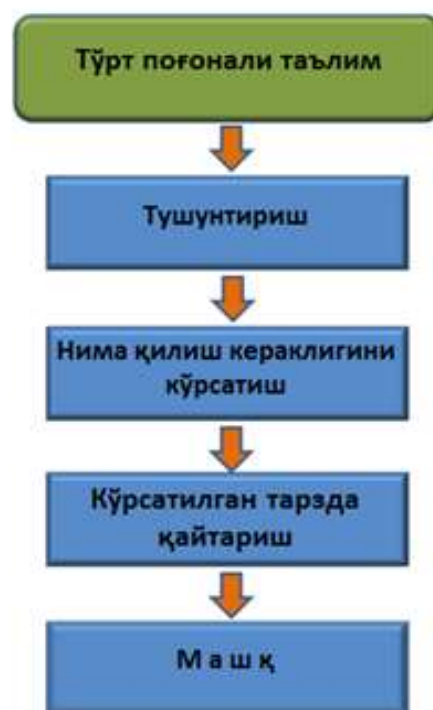 Тўрт поғонали таълим
Тушунтириш
Нима қилиш кераклигини
кўрсатиш
Кўрсатилган тарзда
қайтариш
М а ш қ